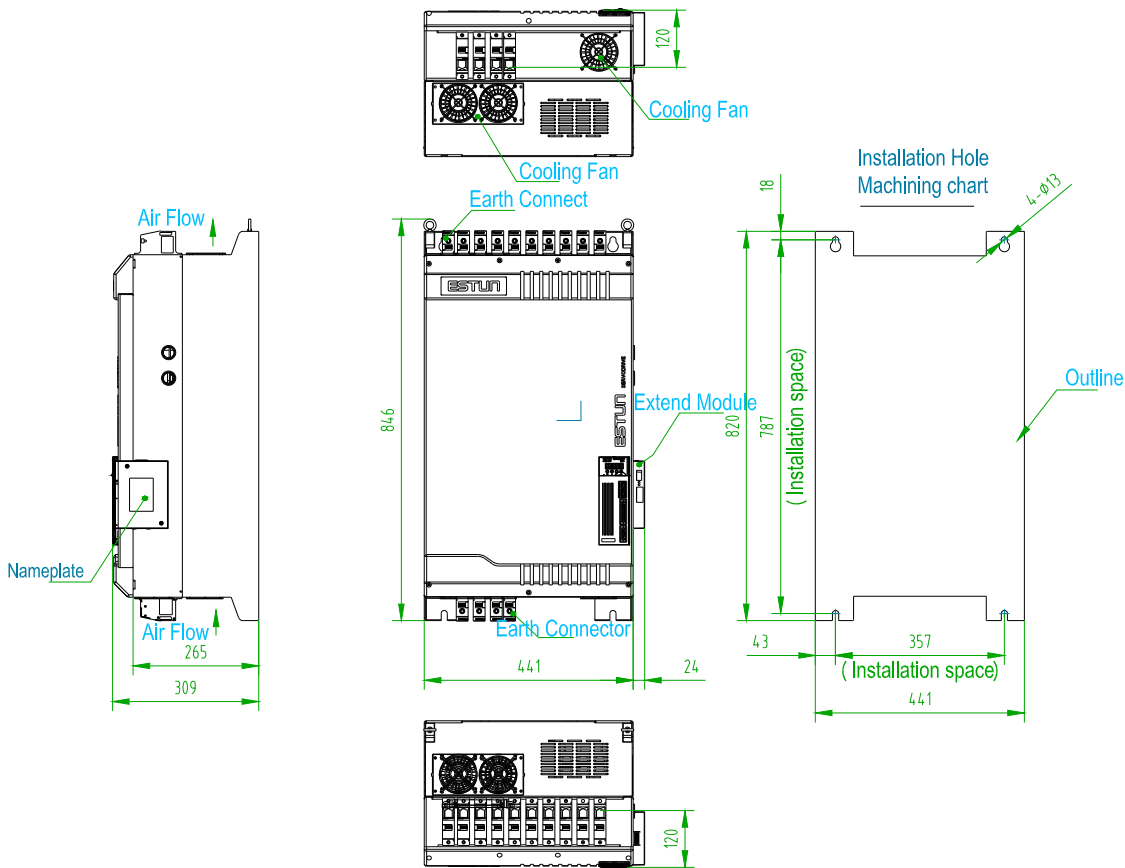 120
Cooling Fan
Cooling Fan
Earth Connect
Air Flow
Installation Hole
Machining chart
18
4-ø13
ESTUN
846
ESTUN
Extend Module
820
787
( Installation space)
Outline
Nameplate
Air Flow
Earth Connector
265
309
441
24
43
357
( Installation space)
441
120